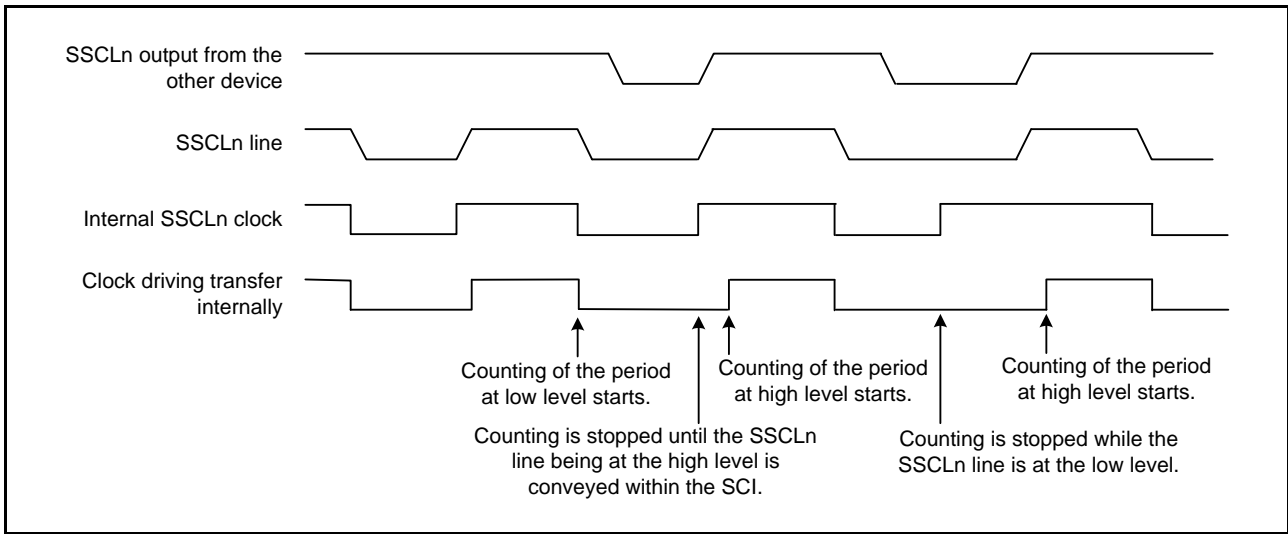 SSCLn output from the
other device
SSCLn line
Internal SSCLn clock
Clock driving transfer
internally
Counting of the period
at low level starts.
Counting of the period
at high level starts.
Counting of the period
at high level starts.
Counting is stopped until the SSCLn
line being at the high level is
conveyed within the SCI.
Counting is stopped while the
SSCLn line is at the low level.